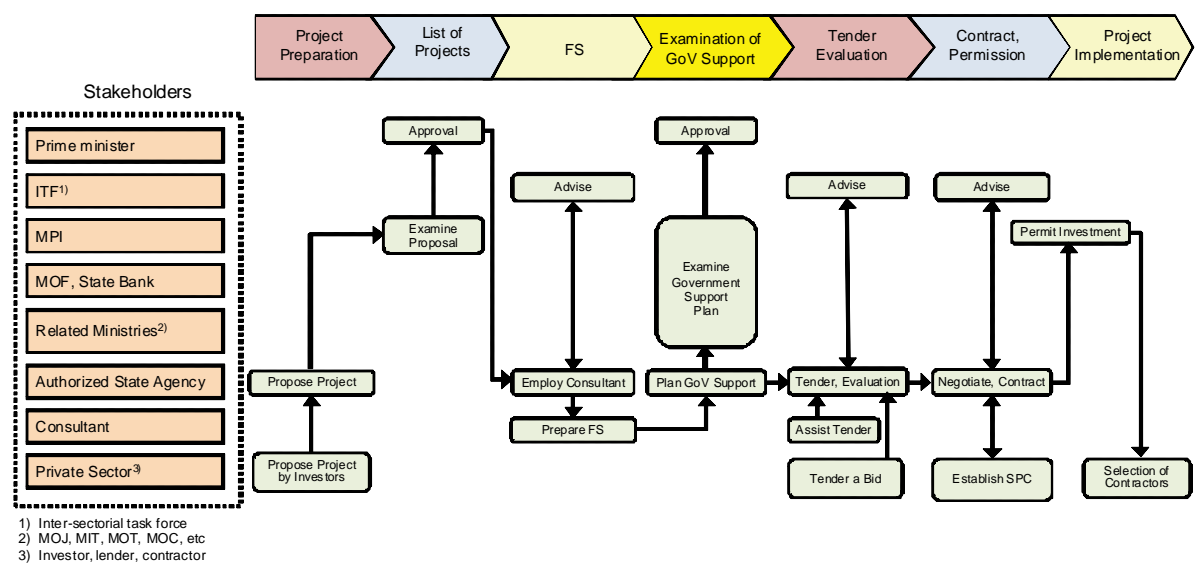 Project
Preparation
List of
Projects
FS
Examination of
GoV Support
Tender
Evaluation
Contract,
Permission
Project
Implementation
Stakeholders
Prime minister
ITF1)
MPI
MOF, State Bank
Related Ministries2)
Authorized State Agency
Consultant
Private Sector3)
Approval
Approval
Advise
Advise
Advise
Examine
Proposal
Permit Investment
Examine
Government
Support
Plan
Propose Project
Employ Consultant
Plan GoV Support
Tender, Evaluation
Negotiate, Contract
Prepare FS
Assist Tender
Propose Project
by Investors
Tender a Bid
Establish SPC
Selection of
Contractors
1) Inter-sectorial task force
2) MOJ, MIT, MOT, MOC, etc
3) Investor, lender, contractor